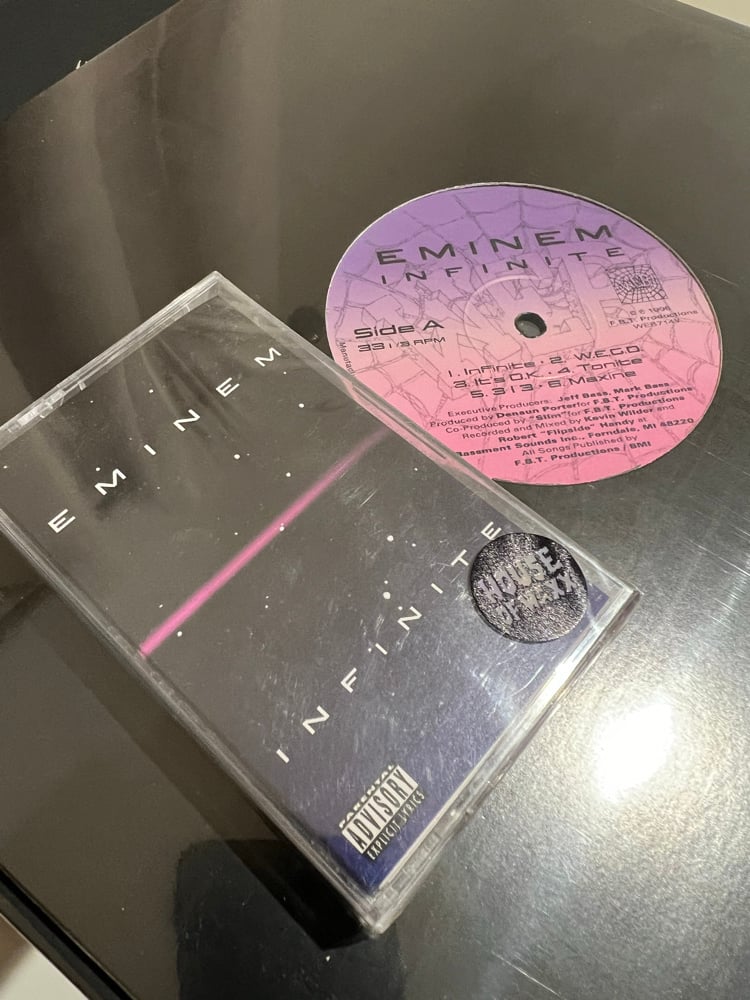 EMINEM
INFINITE
Side A
33 1/3 RPM
℗ © 1996
F.B.T. Productions
WEB714
1. Infinite • 2. W.E.G.O.
3. It's O.K. • 4. Tonite
5. 313 • 6. Maxine
Executive Producers: Jeff Bass, Mark Bass
Produced by Denaun Porter for F.B.T. Productions
Co-Produced by "Slim" for F.B.T. Productions
Recorded and Mixed by Kevin Wilder and
Robert "Flipside" Handy at
Bassment Sounds Inc., Ferndale, MI 48220
All Songs Published by
F.B.T. Productions / BMI
EMINEM
INFINITE
HOUSE
OF
PARENTAL
ADVISORY
EXPLICIT LYRICS